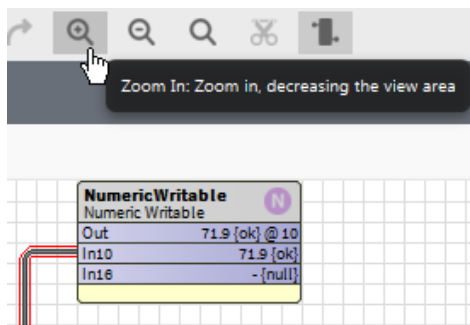 Zoom In: Zoom in, decreasing the view area
NumericWritable
Numeric Writable
N
Out 71.9 {ok} @ 10
In10 71.9 {ok}
In16 - {null}